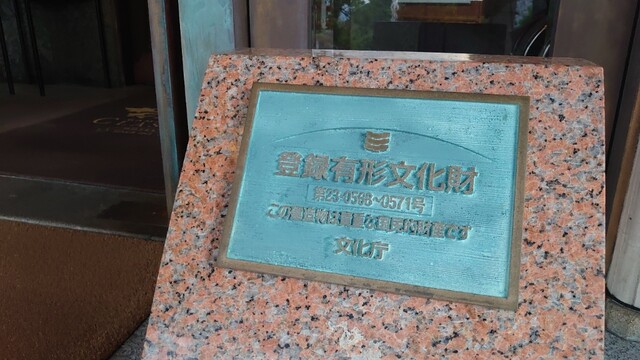 登録有形文化財
第23-0566~0571号
この建造物は貴重な国民的財産です
文化庁